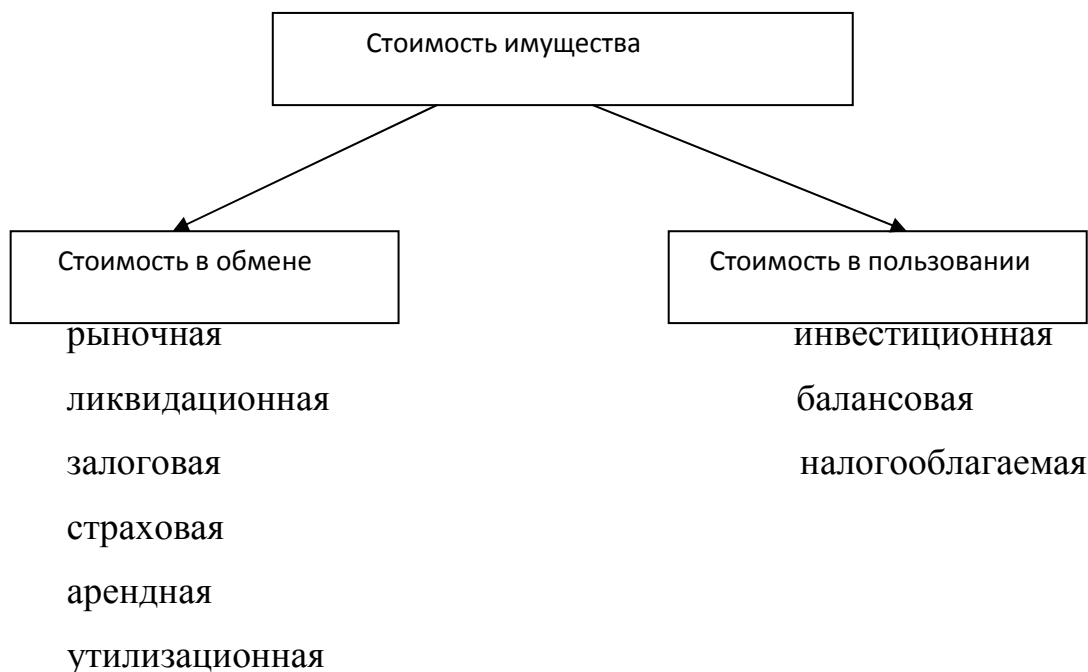 Стоимость имущества
Стоимость в обмене
Стоимость в пользовании
рыночная
инвестиционная
ликвидационная
балансовая
залоговая
налогооблагаемая
страховая
арендная
утилизационная